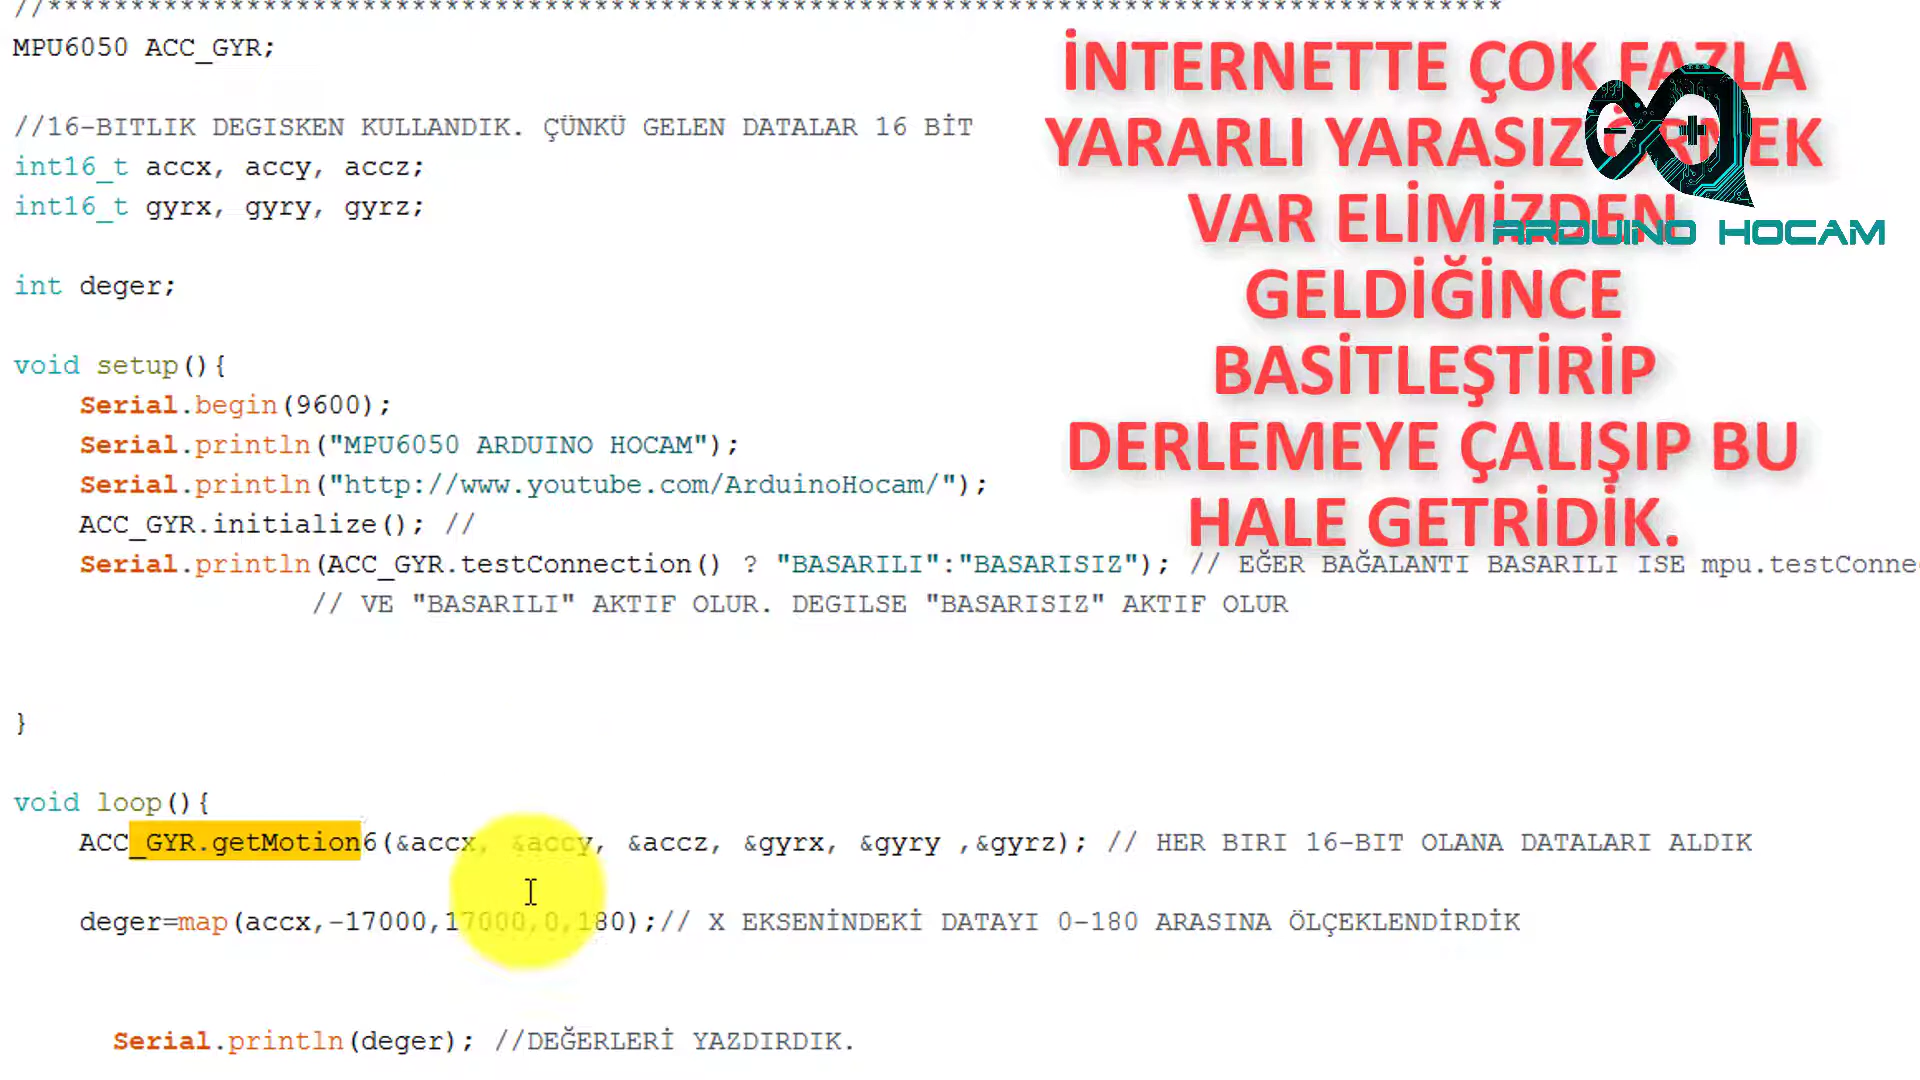 //****************************************************************************************
MPU6050 ACC_GYR;
//16-BITLIK DEGISKEN KULLANDIK. ÇÜNKÜ GELEN DATALAR 16 BİT
int16_t accx, accy, accz;
int16_t gyrx, gyry, gyrz;
int deger;
void setup(){
Serial.begin(9600);
Serial.println("MPU6050 ARDUINO HOCAM");
Serial.println("http://www.youtube.com/ArduinoHocam/");
ACC_GYR.initialize(); //
Serial.println(ACC_GYR.testConnection() ? "BASARILI":"BASARISIZ"); // EĞER BAĞALANTI BASARILI ISE mpu.testConne
// VE "BASARILI" AKTIF OLUR. DEGILSE "BASARISIZ" AKTIF OLUR
}
void loop(){
ACC_GYR.getMotion6(&accx, &accy, &accz, &gyrx, &gyry ,&gyrz); // HER BIRI 16-BIT OLANA DATALARI ALDIK
deger=map(accx,-17000,17000,0,180);// X EKSENİNDEKİ DATAYI 0-180 ARASINA ÖLÇEKLENDİRDİK
Serial.println(deger); //DEĞERLERİ YAZDIRDIK.
İNTERNETTE ÇOK FAZLA
YARARLI YARASIZ ÖRNEK
VAR ELİMİZDEN
GELDİĞİNCE
BASİTLEŞTİRİP
DERLEMEYE ÇALIŞIP BU
HALE GETRİDİK.
ARDUINO HOCAM